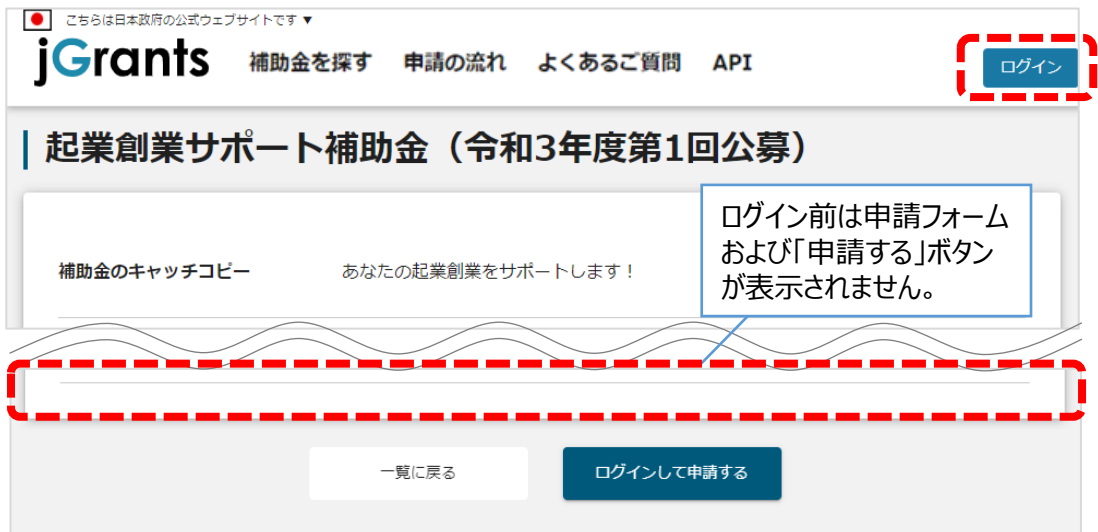 こちらは日本政府の公式ウェブサイトです ▼
jGrants 補助金を探す 申請の流れ よくあるご質問 API ログイン
起業創業サポート補助金（令和3年度第1回公募）
ログイン前は申請フォーム
および「申請する」ボタン
が表示されません。
補助金のキャッチコピー あなたの起業創業をサポートします！
一覧に戻る ログインして申請する